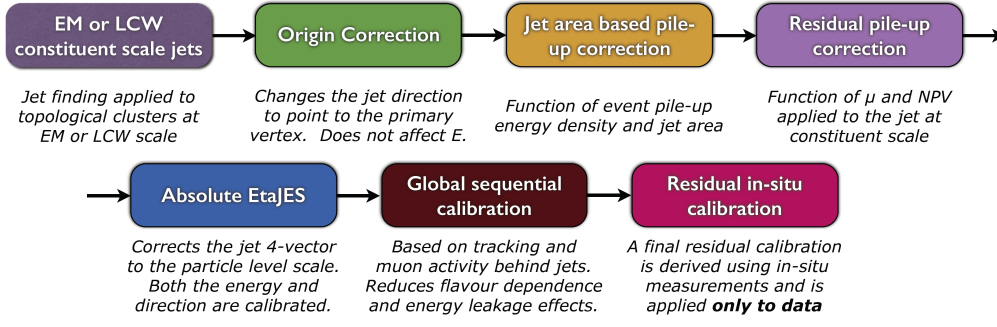 EM or LCW
constituent scale jets
Origin Correction
Jet area based pile-
up correction
Residual pile-up
correction
Jet finding applied to
topological clusters at
EM or LCW scale
Changes the jet direction
to point to the primary
vertex. Does not affect E.
Function of event pile-up
energy density and jet area
Function of µ and NPV
applied to the jet at
constituent scale
Absolute EtaJES
Global sequential
calibration
Residual in-situ
calibration
Corrects the jet 4-vector
to the particle level scale.
Both the energy and
direction are calibrated.
Based on tracking and
muon activity behind jets.
Reduces flavour dependence
and energy leakage effects.
A final residual calibration
is derived using in-situ
measurements and is
applied only to data